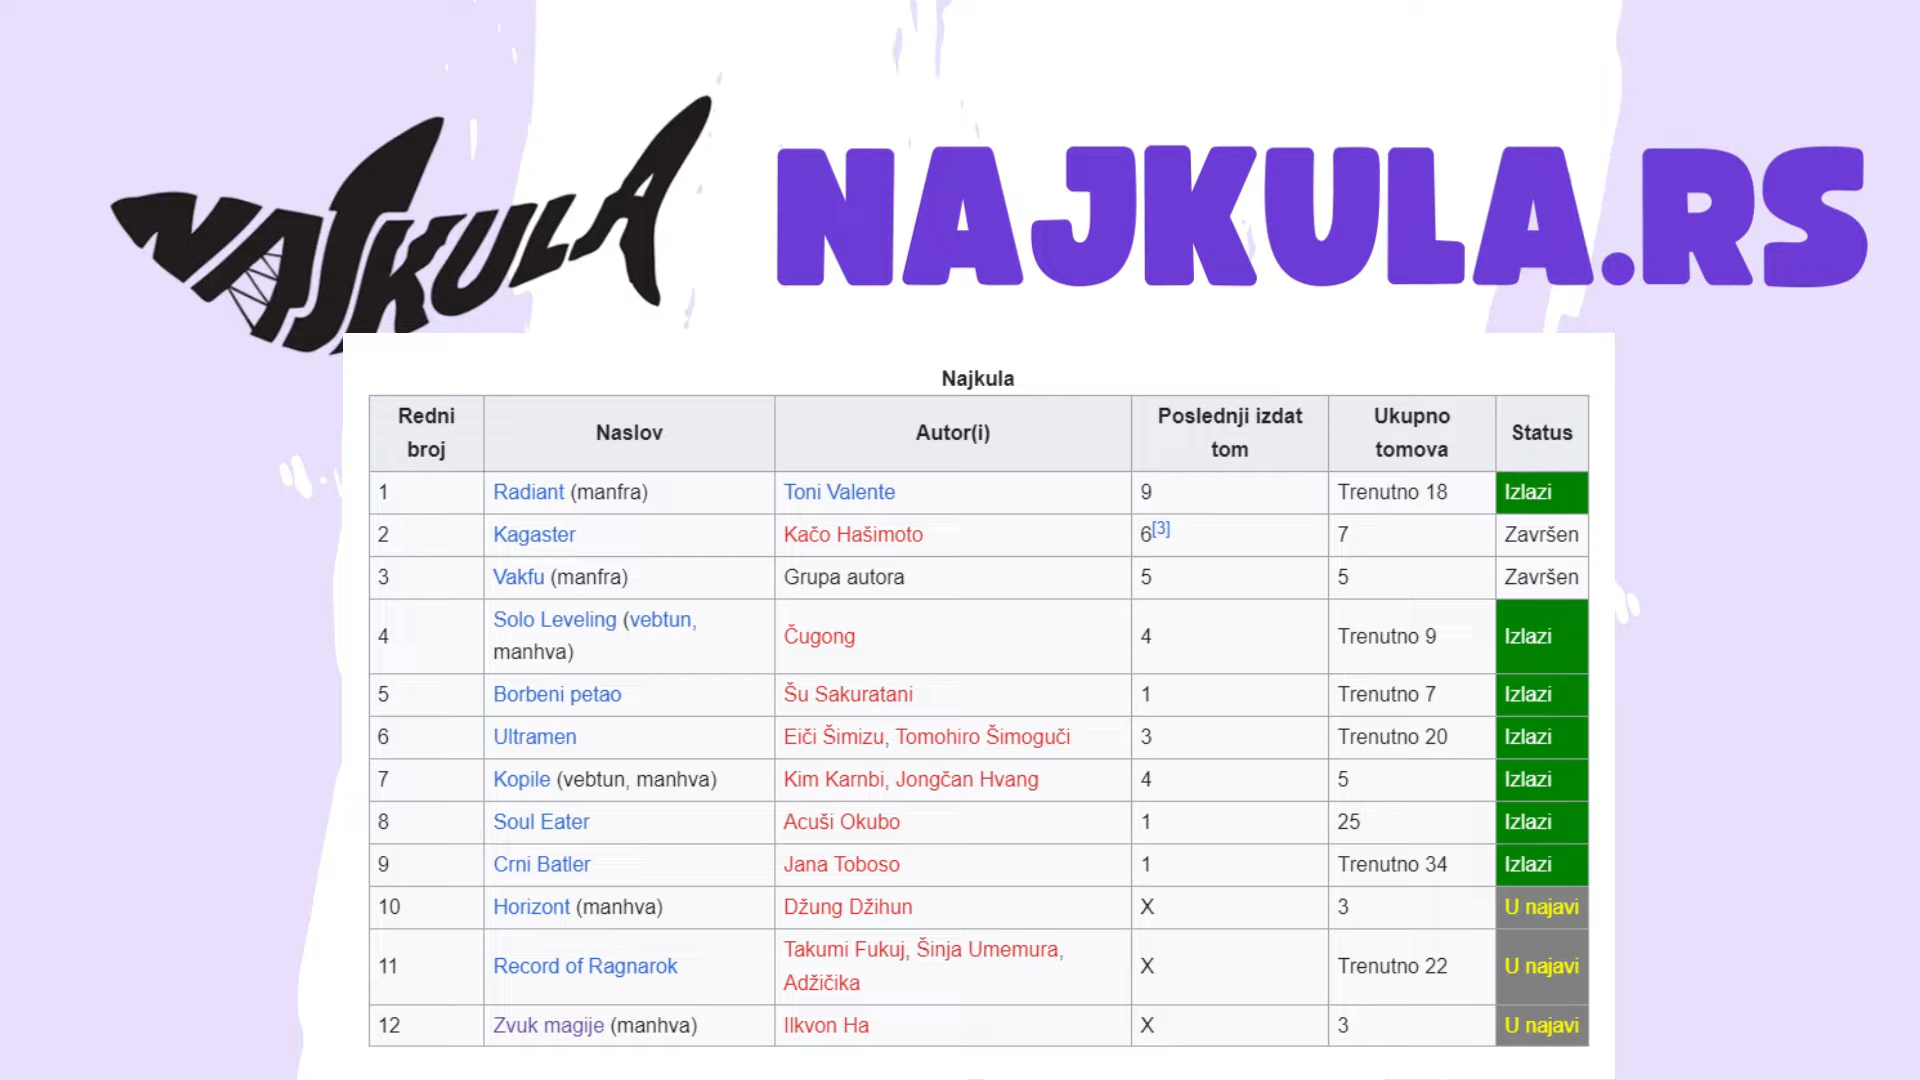 NAJKULA
NAJKULA.RS
Najkula
Redni broj Naslov Autor(i) Poslednji izdat tom Ukupno tomova Status
1 Radiant (manfra) Toni Valente 9 Trenutno 18 Izlazi
2 Kagaster Kačo Hašimoto 6[3] 7 Završen
3 Vakfu (manfra) Grupa autora 5 5 Završen
4 Solo Leveling (vebtun, manhva) Čugong 4 Trenutno 9 Izlazi
5 Borbeni petao Šu Sakuratani 1 Trenutno 7 Izlazi
6 Ultramen Eiči Šimizu, Tomohiro Šimoguči 3 Trenutno 20 Izlazi
7 Kopile (vebtun, manhva) Kim Karnbi, Jongčan Hvang 4 5 Izlazi
8 Soul Eater Acuši Okubo 1 25 Izlazi
9 Crni Batler Jana Toboso 1 Trenutno 34 Izlazi
10 Horizont (manhva) Džung Džihun X 3 U najavi
11 Record of Ragnarok Takumi Fukuj, Šinja Umemura, Adžičika X Trenutno 22 U najavi
12 Zvuk magije (manhva) Ilkvon Ha X 3 U najavi